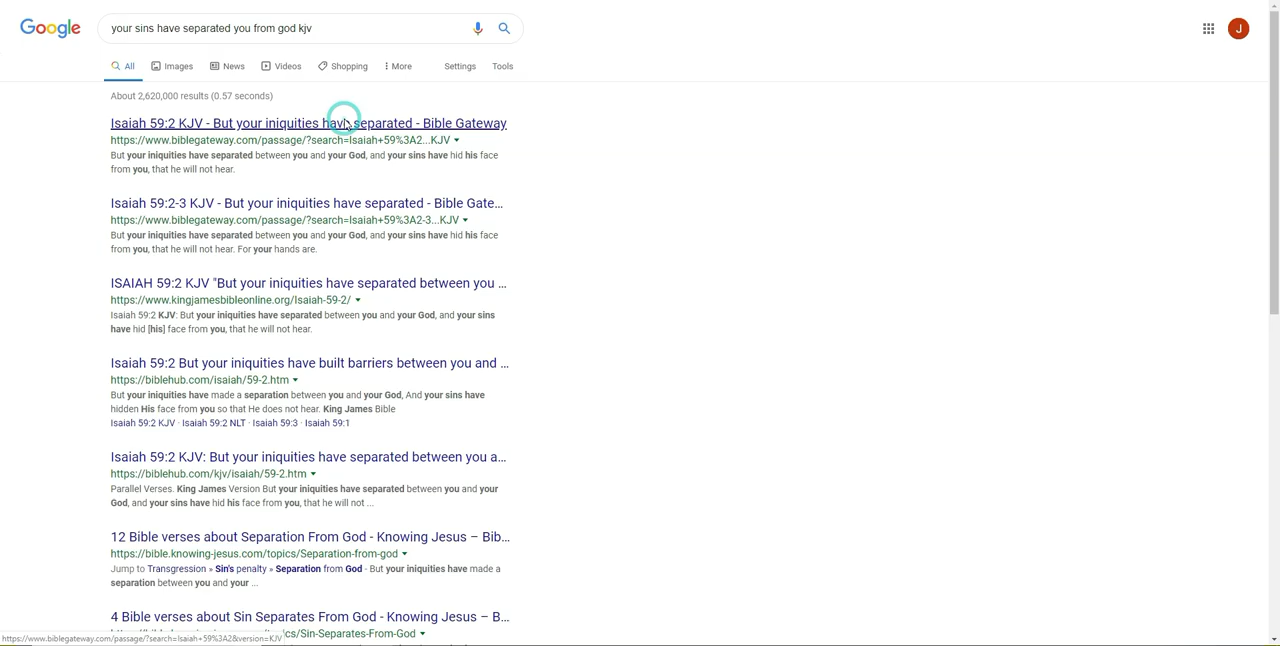 Google
your sins have separated you from god kjv
J
All Images News Videos Shopping More Settings Tools
About 2,620,000 results (0.57 seconds)
Isaiah 59:2 KJV - But your iniquities have separated - Bible Gateway
https://www.biblegateway.com/passage/?search=Isaiah+59%3A2...KJV
But your iniquities have separated between you and your God, and your sins have hid his face
from you, that he will not hear.
Isaiah 59:2-3 KJV - But your iniquities have separated - Bible Gate...
https://www.biblegateway.com/passage/?search=Isaiah+59%3A2-3...KJV
But your iniquities have separated between you and your God, and your sins have hid his face
from you, that he will not hear. For your hands are.
ISAIAH 59:2 KJV "But your iniquities have separated between you ...
https://www.kingjamesbibleonline.org/Isaiah-59-2/
Isaiah 59:2 KJV: But your iniquities have separated between you and your God, and your sins
have hid [his] face from you, that he will not hear.
Isaiah 59:2 But your iniquities have built barriers between you and ...
https://biblehub.com/isaiah/59-2.htm
But your iniquities have made a separation between you and your God, And your sins have
hidden His face from you so that He does not hear. King James Bible
Isaiah 59:2 KJV · Isaiah 59:2 NLT · Isaiah 59:3 · Isaiah 59:1
Isaiah 59:2 KJV: But your iniquities have separated between you a...
https://biblehub.com/kjv/isaiah/59-2.htm
Parallel Verses. King James Version But your iniquities have separated between you and your
God, and your sins have hid his face from you, that he will not ...
12 Bible verses about Separation From God - Knowing Jesus – Bib...
https://bible.knowing-jesus.com/topics/Separation-from-god
Jump to Transgression » Sin's penalty » Separation from God - But your iniquities have made a
separation between you and your ...
4 Bible verses about Sin Separates From God - Knowing Jesus – B...
/Sin-Separates-From-God
https://www.biblegateway.com/passage/?search=Isaiah+59%3A2&version=KJV